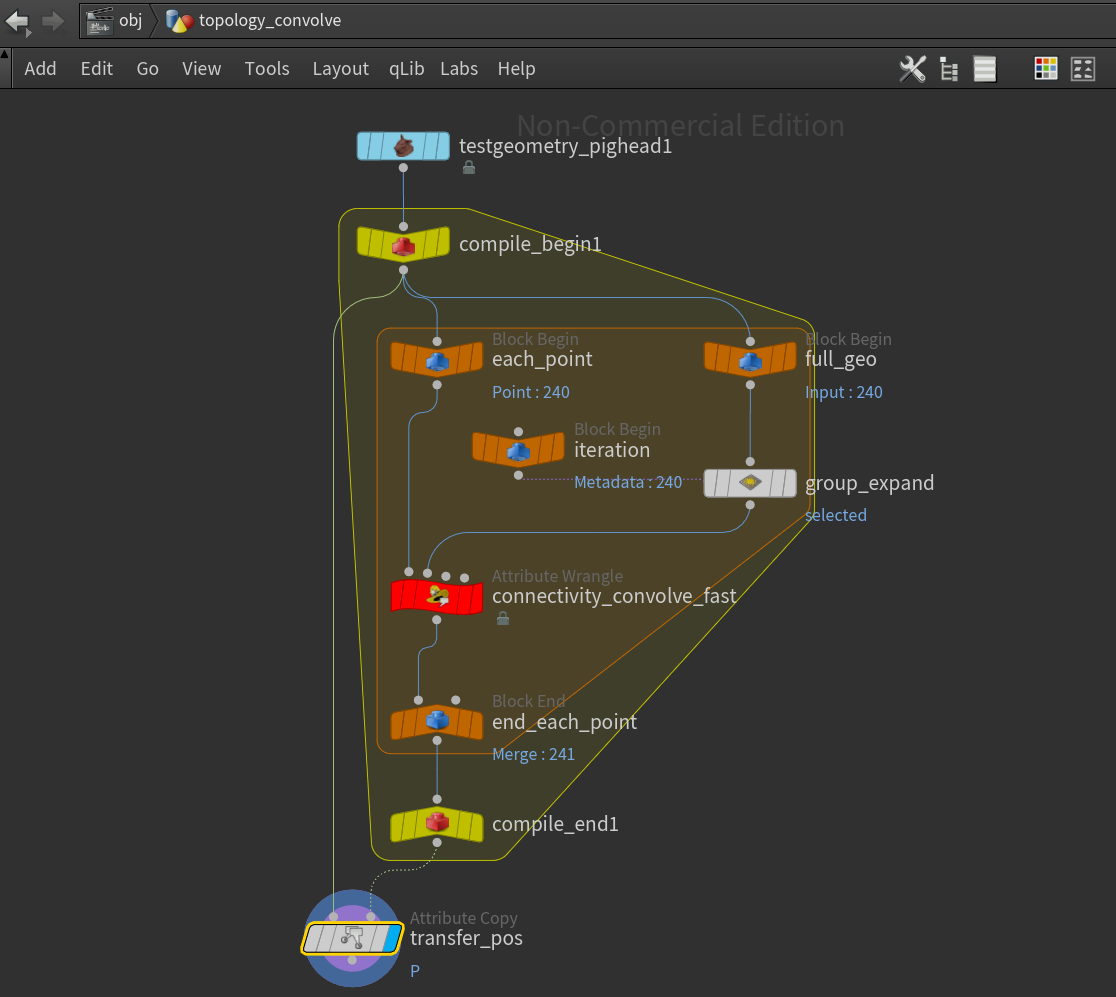 obj topology_convolve
Add Edit Go View Tools Layout qLib Labs Help
Non-Commercial Edition
testgeometry_pighead1
compile_begin1
Block Begin
each_point
Point : 240
Block Begin
full_geo
Input : 240
Block Begin
iteration
Metadata : 240
group_expand
selected
Attribute Wrangle
connectivity_convolve_fast
Block End
end_each_point
Merge : 241
compile_end1
Attribute Copy
transfer_pos
P